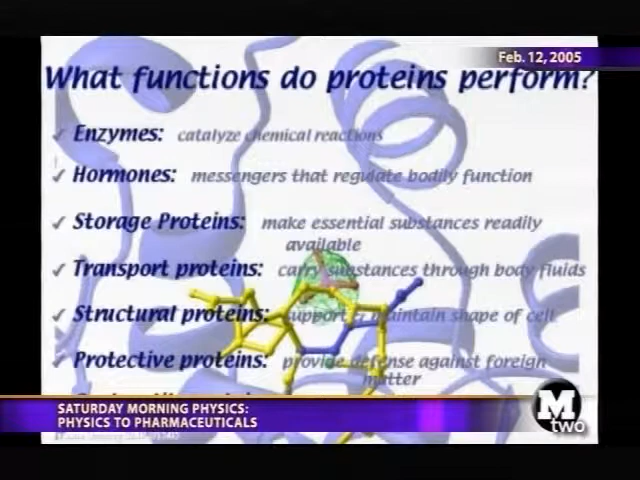 Feb. 12, 2005
What functions do proteins perform?
✓ Enzymes: catalyze chemical reactions
✓ Hormones: messengers that regulate bodily function
✓ Storage Proteins: make essential substances readily
available
✓ Transport proteins: carry substances through body fluids
✓ Structural proteins: support & maintain shape of cell
✓ Protective proteins: provide defense against foreign
matter
SATURDAY MORNING PHYSICS:
PHYSICS TO PHARMACEUTICALS
M
two